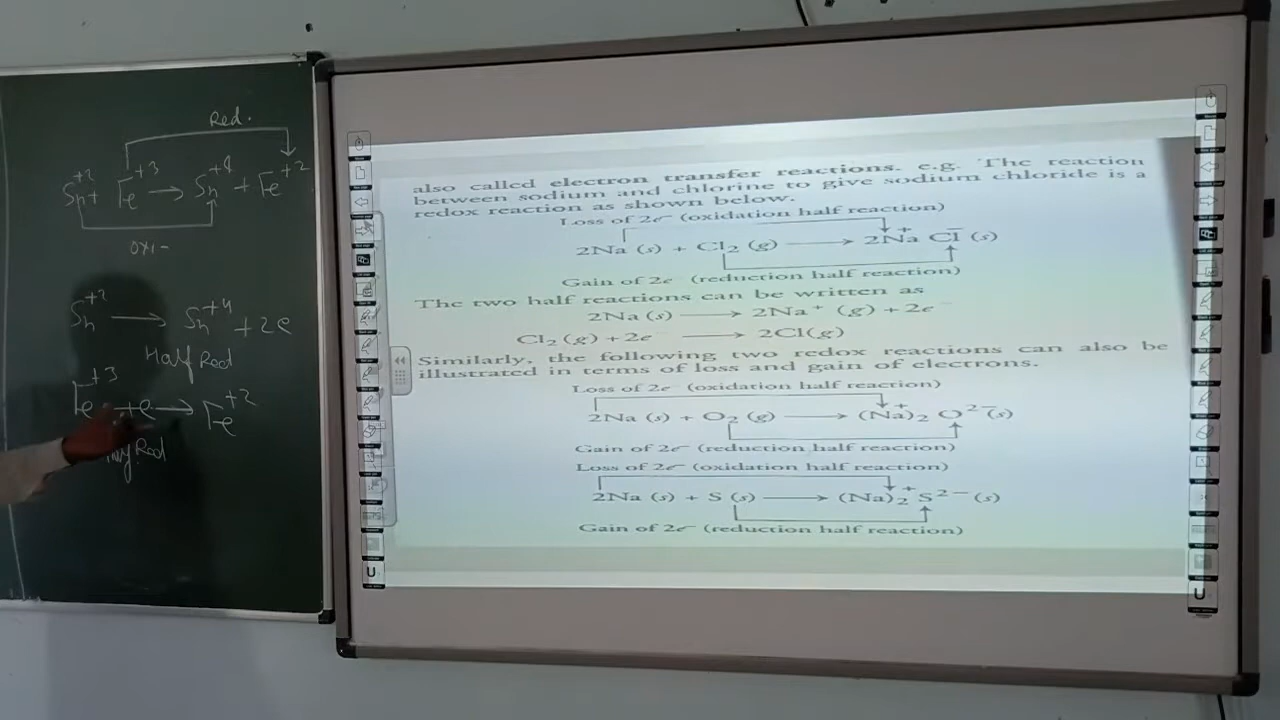 Red.
Sn+2 + Fe+3 → Sn+4 + Fe+2
oxi-
Sn+2 → Sn+4 + 2e
Half Red
Fe+3 + e → Fe+2
Red
also called electron transfer reactions. e.g. The reaction
between sodium and chlorine to give sodium chloride is a
redox reaction as shown below.
Loss of 2e⁻ (oxidation half reaction)
2Na (s) + Cl₂ (g) → 2Na⁺ Cl⁻ (s)
Gain of 2e (reduction half reaction)
The two half reactions can be written as
2Na (s) → 2Na⁺ (g) + 2e⁻
Cl₂ (g) + 2e → 2Cl(g)
Similarly, the following two redox reactions can also be
illustrated in terms of loss and gain of electrons.
Loss of 2e⁻ (oxidation half reaction)
2Na (s) + O₂ (g) → (Na⁺)₂ O²⁻(s)
Gain of 2e⁻ (reduction half reaction)
Loss of 2e⁻ (oxidation half reaction)
2Na (s) + S (s) → (Na)₂⁺ S²⁻ (s)
Gain of 2e⁻ (reduction half reaction)